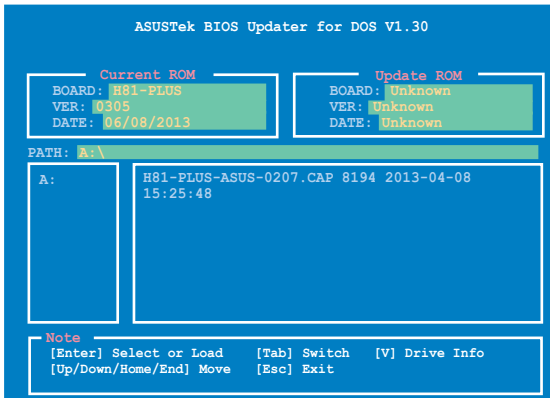 ASUSTek BIOS Updater for DOS V1.30
Current ROM
BOARD: H81-PLUS
VER: 0305
DATE: 06/08/2013
Update ROM
BOARD: Unknown
VER: Unknown
DATE: Unknown
PATH: A:\
A:
H81-PLUS-ASUS-0207.CAP 8194 2013-04-08
15:25:48
Note
[Enter] Select or Load [Tab] Switch [V] Drive Info
[Up/Down/Home/End] Move [Esc] Exit